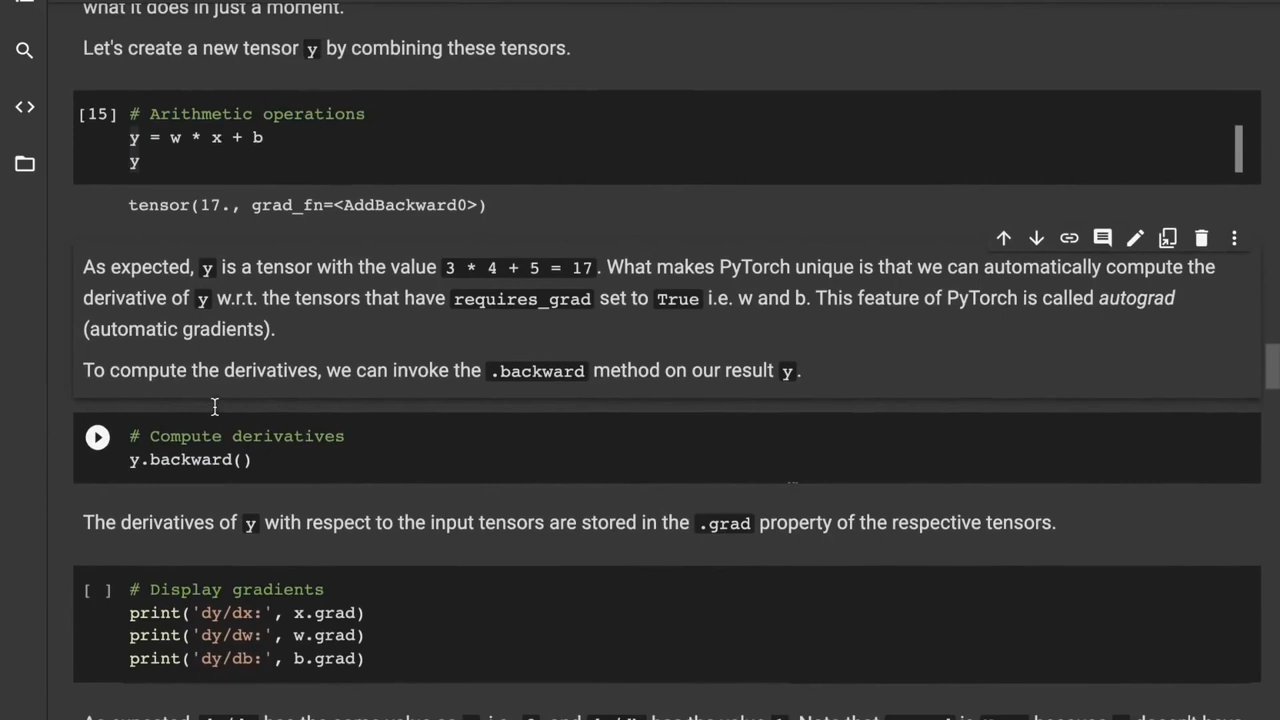 what it does in just a moment.
Let's create a new tensor y by combining these tensors.
[15] # Arithmetic operations
y = w * x + b
y
tensor(17., grad_fn=<AddBackward0>)
As expected, y is a tensor with the value 3 * 4 + 5 = 17. What makes PyTorch unique is that we can automatically compute the
derivative of y w.r.t. the tensors that have requires_grad set to True i.e. w and b. This feature of PyTorch is called autograd
(automatic gradients).
To compute the derivatives, we can invoke the .backward method on our result y.
# Compute derivatives
y.backward()
The derivatives of y with respect to the input tensors are stored in the .grad property of the respective tensors.
[ ] # Display gradients
print('dy/dx:', x.grad)
print('dy/dw:', w.grad)
print('dy/db:', b.grad)